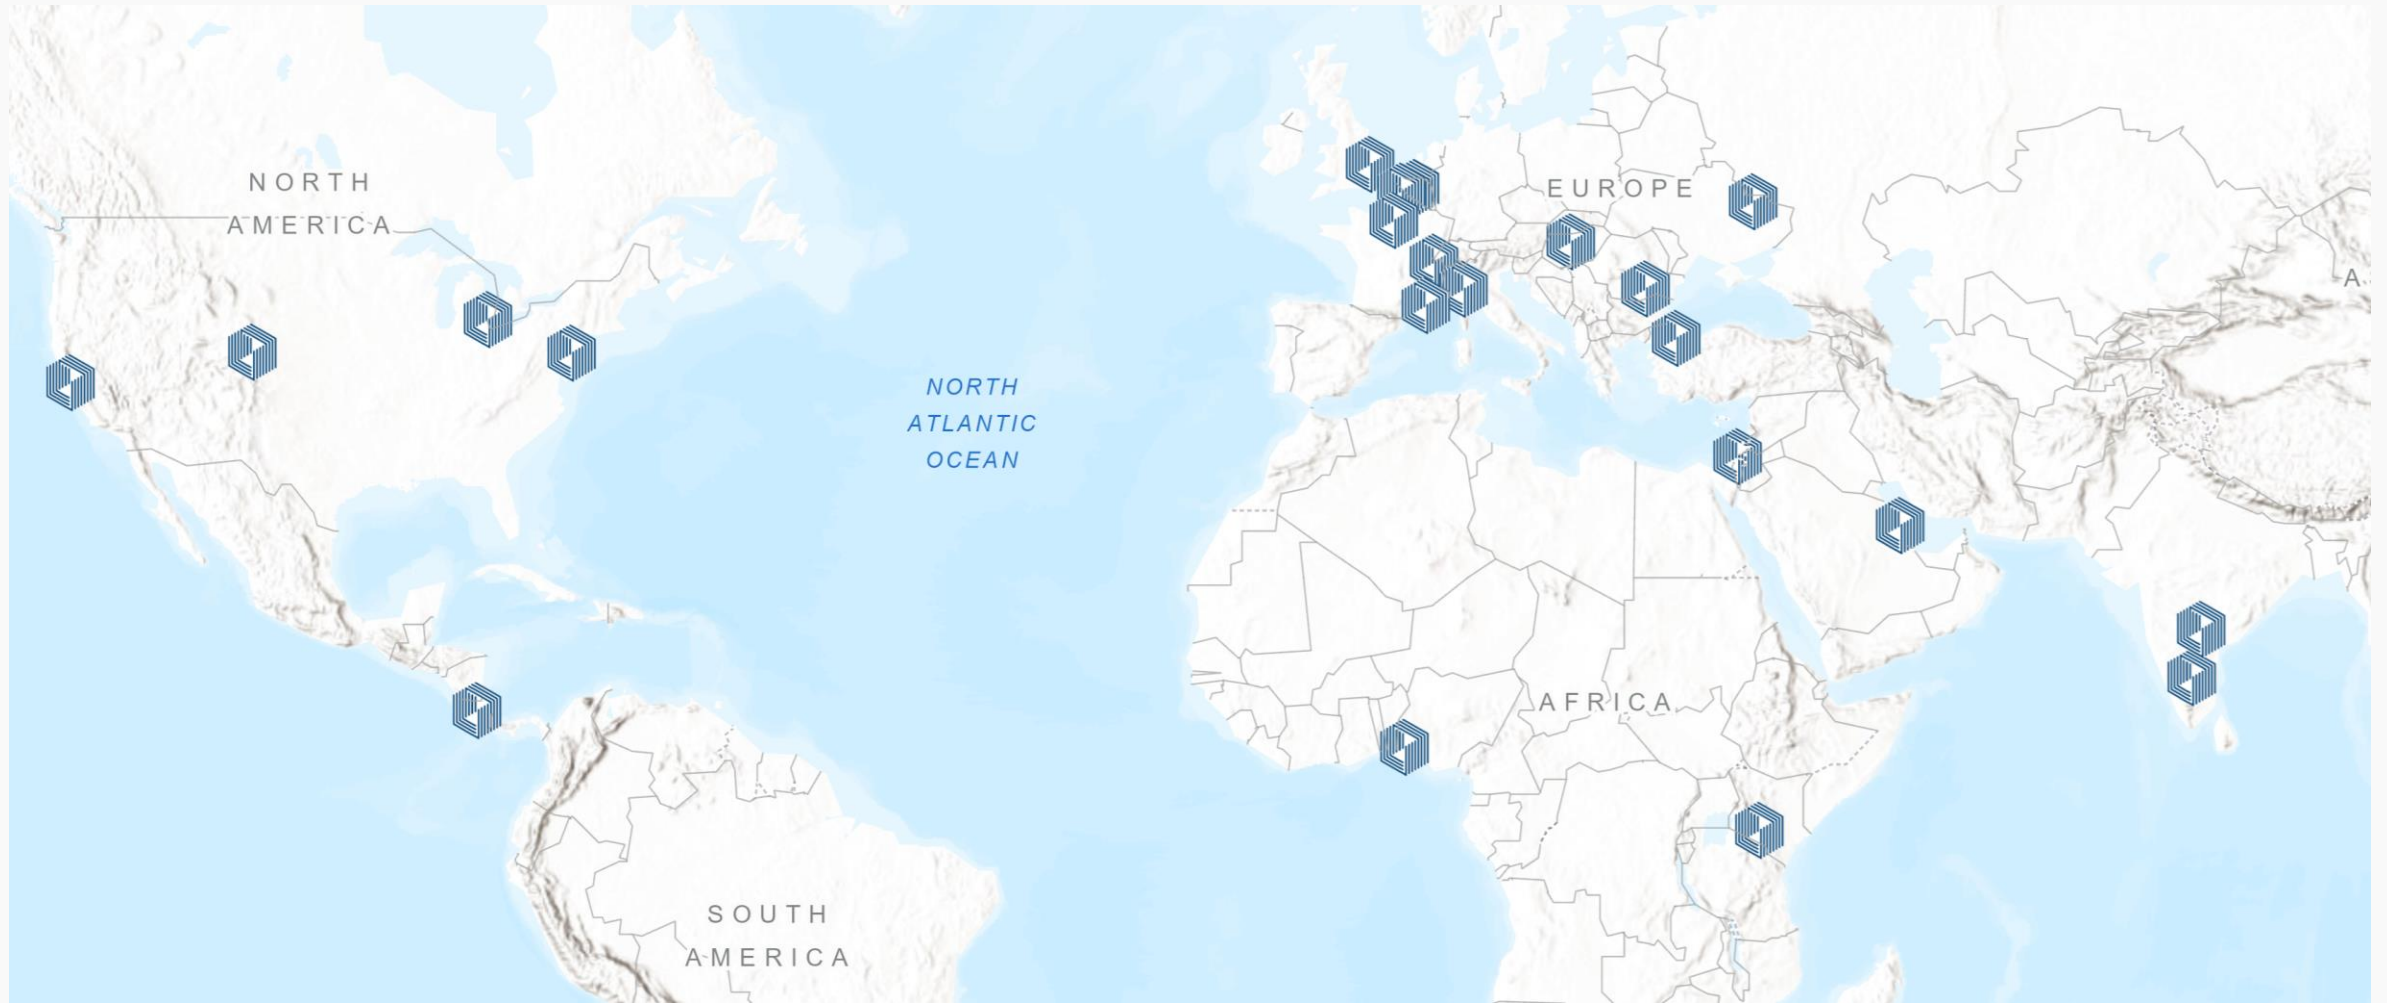 NORTH
AMERICA
EUROPE
A
NORTH
ATLANTIC
OCEAN
AFRICA
SOUTH
AMERICA